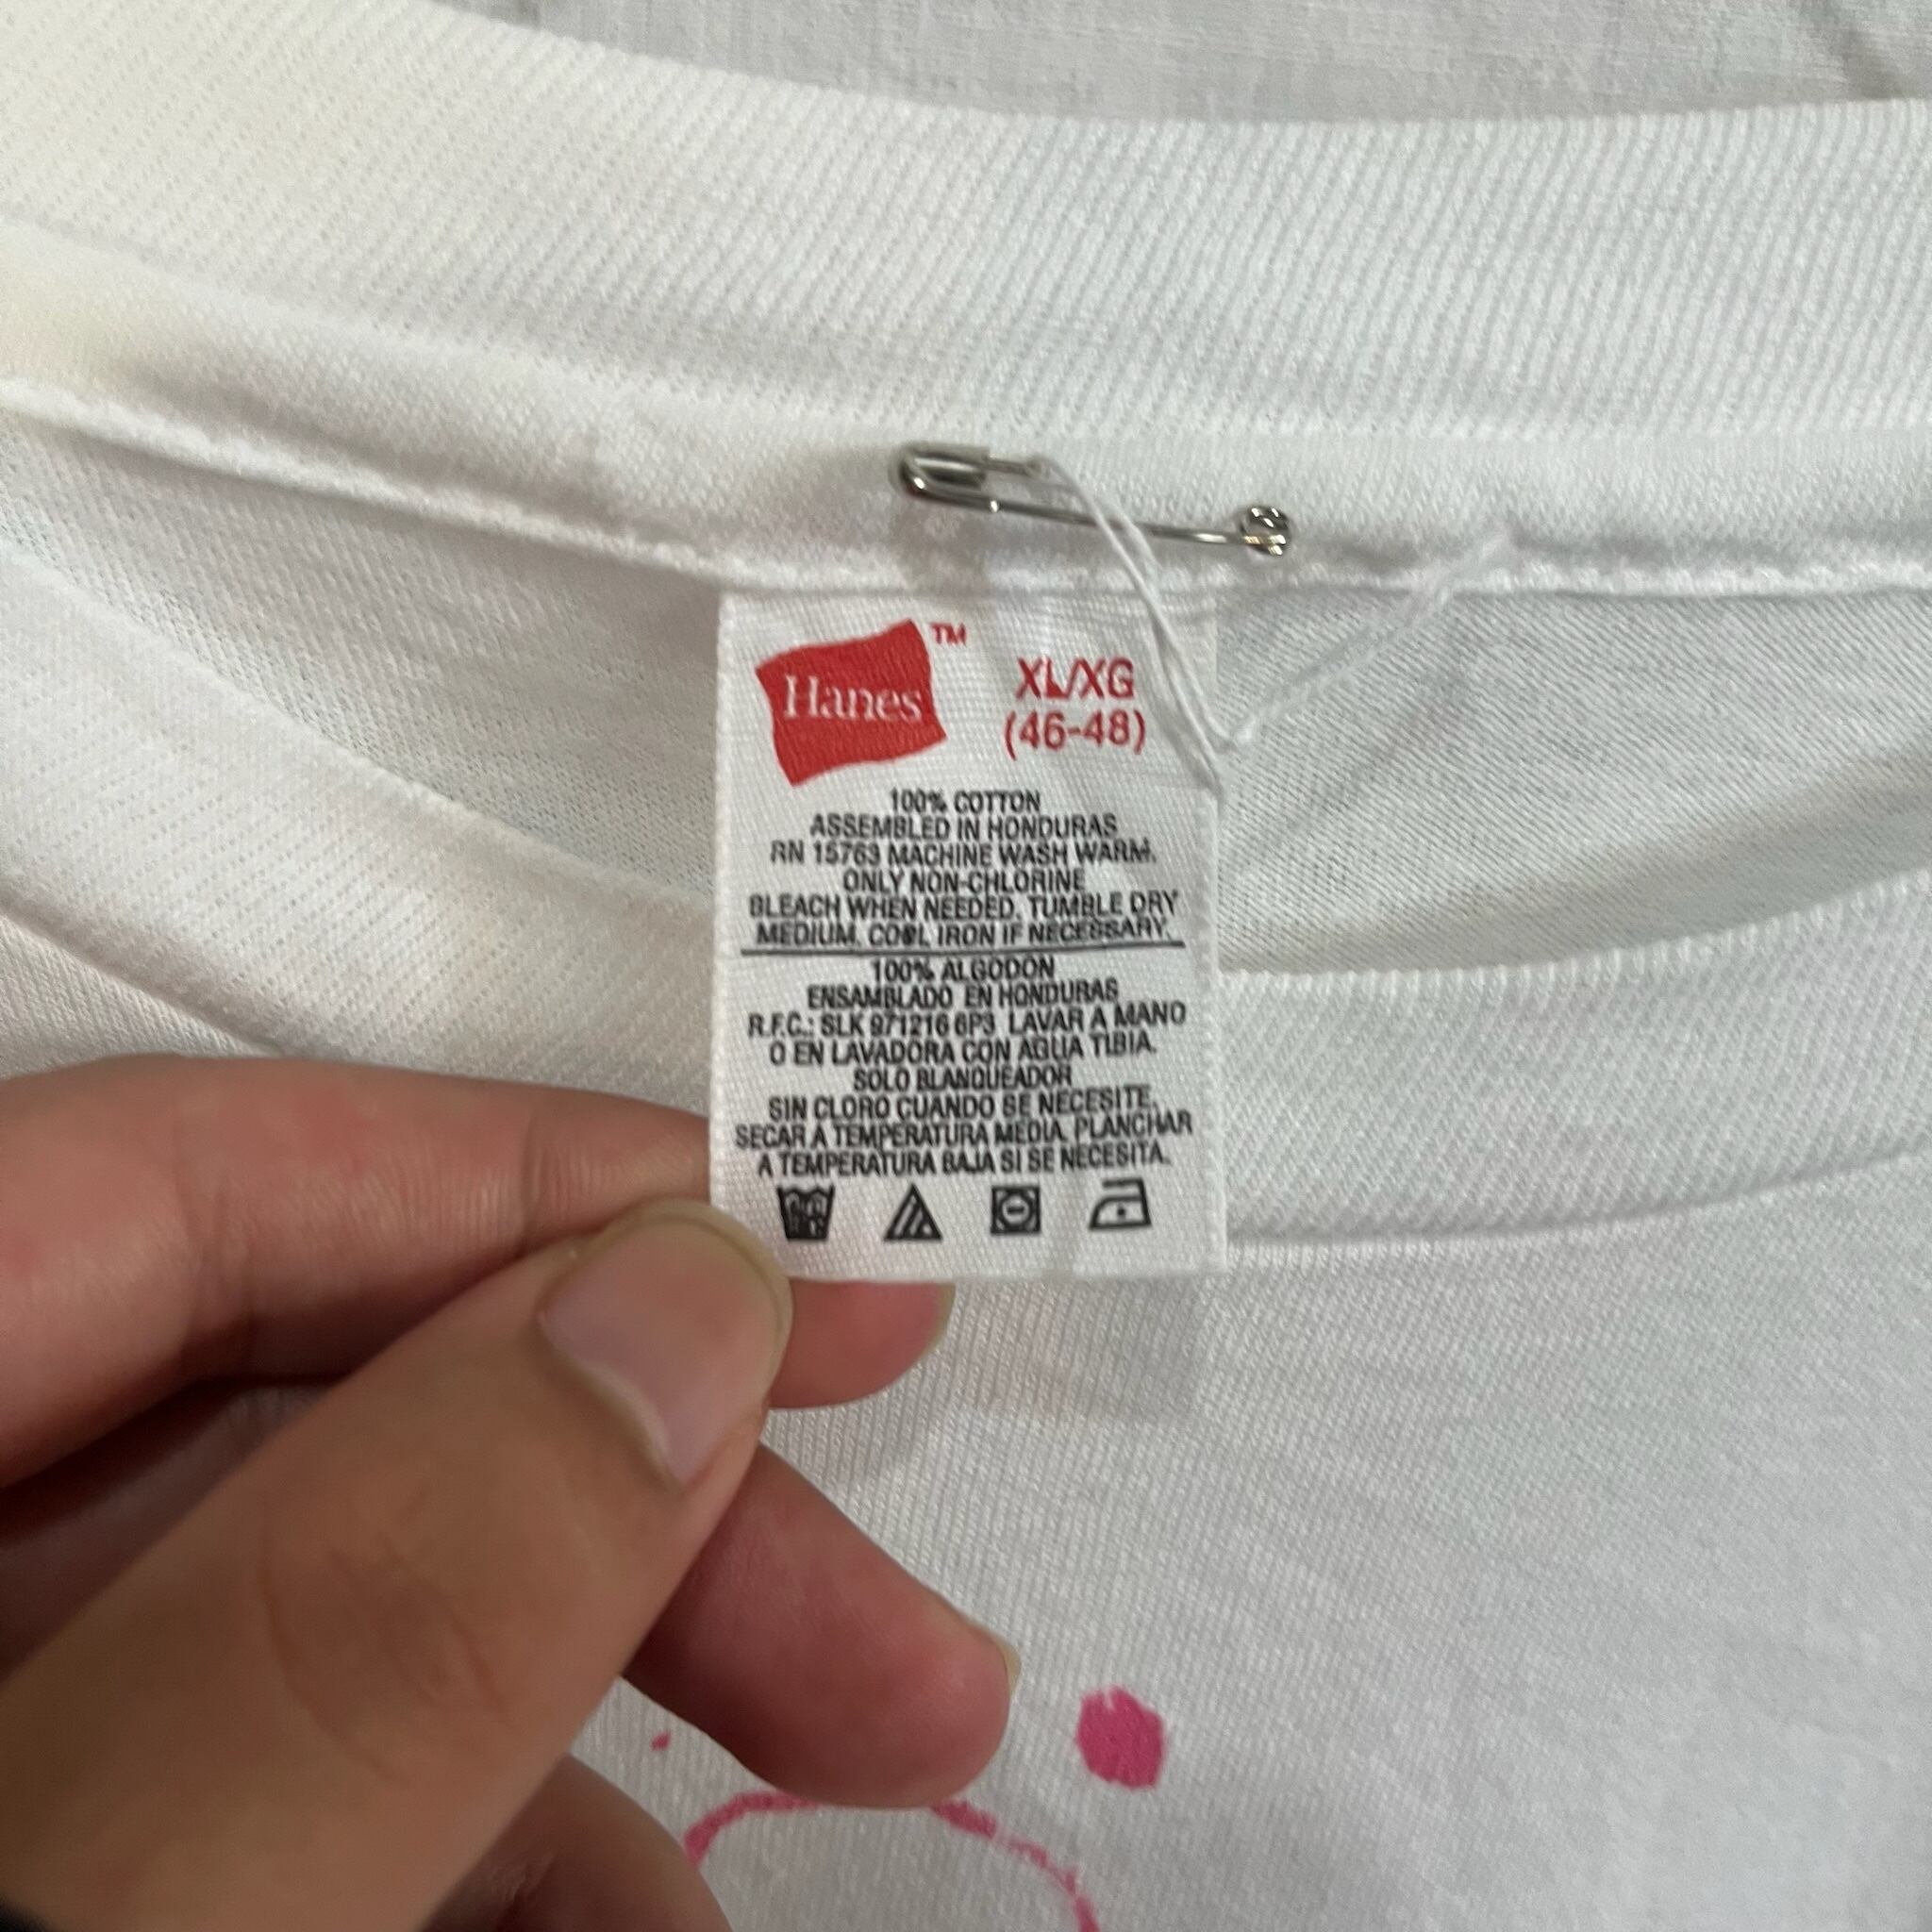 Hanes™
XL/XG
(46-48)
100% COTTON
ASSEMBLED IN HONDURAS
RN 15763 MACHINE WASH WARM.
ONLY NON-CHLORINE
BLEACH WHEN NEEDED. TUMBLE DRY
MEDIUM. COOL IRON IF NECESSARY.
100% ALGODON
ENSAMBLADO EN HONDURAS
R.F.C.: SLK 971216 6P3 LAVAR A MANO
O EN LAVADORA CON AGUA TIBIA.
SOLO BLANQUEADOR
SIN CLORO CUANDO SE NECESITE.
SECAR A TEMPERATURA MEDIA. PLANCHAR
A TEMPERATURA BAJA SI SE NECESITA.